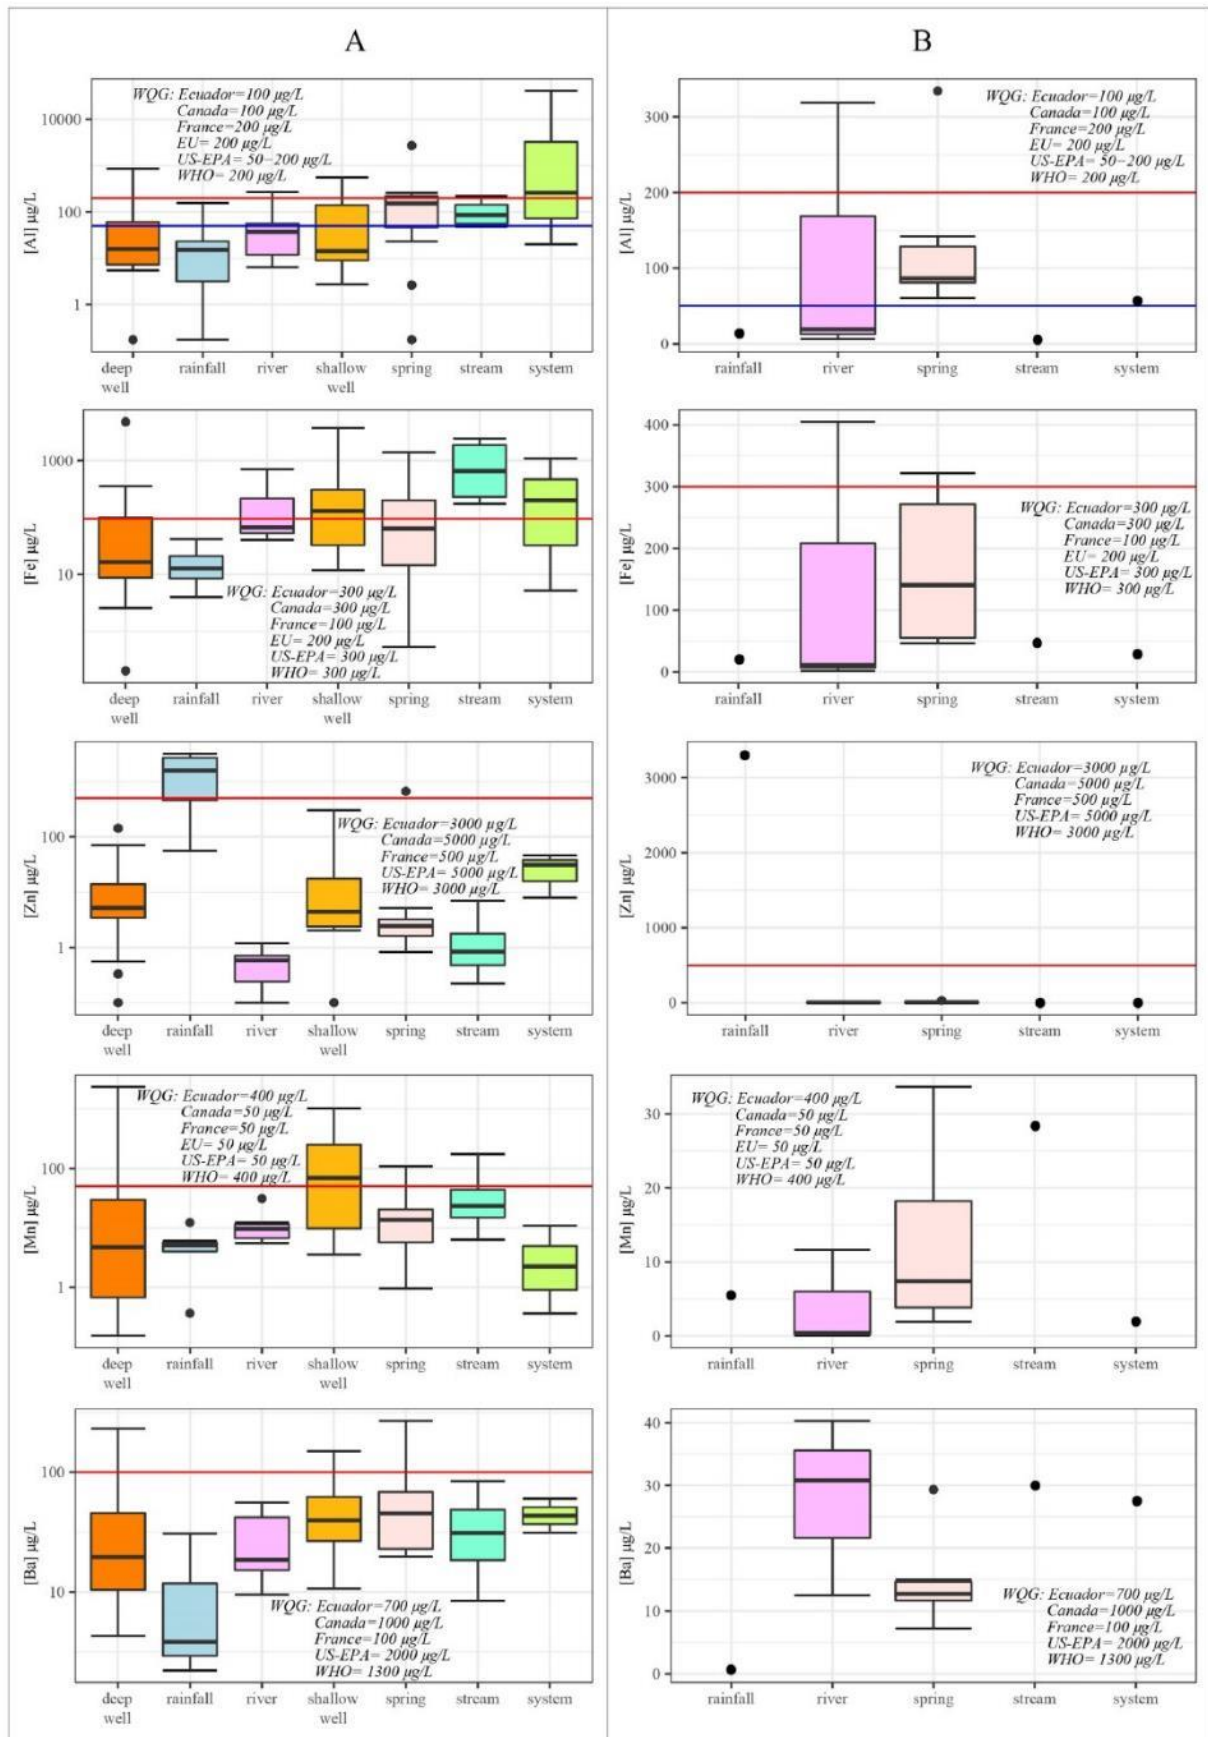 A
B
WQG: Ecuador=100 µg/L
Canada=100 µg/L
France=200 µg/L
EU= 200 µg/L
US-EPA= 50−200 µg/L
WHO= 200 µg/L
10000
100
1
[Al] µg/L
deep well
rainfall
river
shallow well
spring
stream
system
WQG: Ecuador=100 µg/L
Canada=100 µg/L
France=200 µg/L
EU= 200 µg/L
US-EPA= 50−200 µg/L
WHO= 200 µg/L
300
200
100
0
[Al] µg/L
rainfall
river
spring
stream
system
1000
10
[Fe] µg/L
WQG: Ecuador=300 µg/L
Canada=300 µg/L
France=100 µg/L
EU= 200 µg/L
US-EPA= 300 µg/L
WHO= 300 µg/L
deep well
rainfall
river
shallow well
spring
stream
system
400
300
200
100
0
[Fe] µg/L
WQG: Ecuador=300 µg/L
Canada=300 µg/L
France=100 µg/L
EU= 200 µg/L
US-EPA= 300 µg/L
WHO= 300 µg/L
rainfall
river
spring
stream
system
100
1
[Zn] µg/L
WQG: Ecuador=3000 µg/L
Canada=5000 µg/L
France=500 µg/L
US-EPA= 5000 µg/L
WHO= 3000 µg/L
deep well
rainfall
river
shallow well
spring
stream
system
3000
2000
1000
0
[Zn] µg/L
WQG: Ecuador=3000 µg/L
Canada=5000 µg/L
France=500 µg/L
US-EPA= 5000 µg/L
WHO= 3000 µg/L
rainfall
river
spring
stream
system
WQG: Ecuador=400 µg/L
Canada=50 µg/L
France=50 µg/L
EU= 50 µg/L
US-EPA= 50 µg/L
WHO= 400 µg/L
100
1
[Mn] µg/L
deep well
rainfall
river
shallow well
spring
stream
system
WQG: Ecuador=400 µg/L
Canada=50 µg/L
France=50 µg/L
EU= 50 µg/L
US-EPA= 50 µg/L
WHO= 400 µg/L
30
20
10
0
[Mn] µg/L
rainfall
river
spring
stream
system
100
10
[Ba] µg/L
WQG: Ecuador=700 µg/L
Canada=1000 µg/L
France=100 µg/L
US-EPA= 2000 µg/L
WHO= 1300 µg/L
deep well
rainfall
river
shallow well
spring
stream
system
40
30
20
10
0
[Ba] µg/L
WQG: Ecuador=700 µg/L
Canada=1000 µg/L
France=100 µg/L
US-EPA= 2000 µg/L
WHO= 1300 µg/L
rainfall
river
spring
stream
system